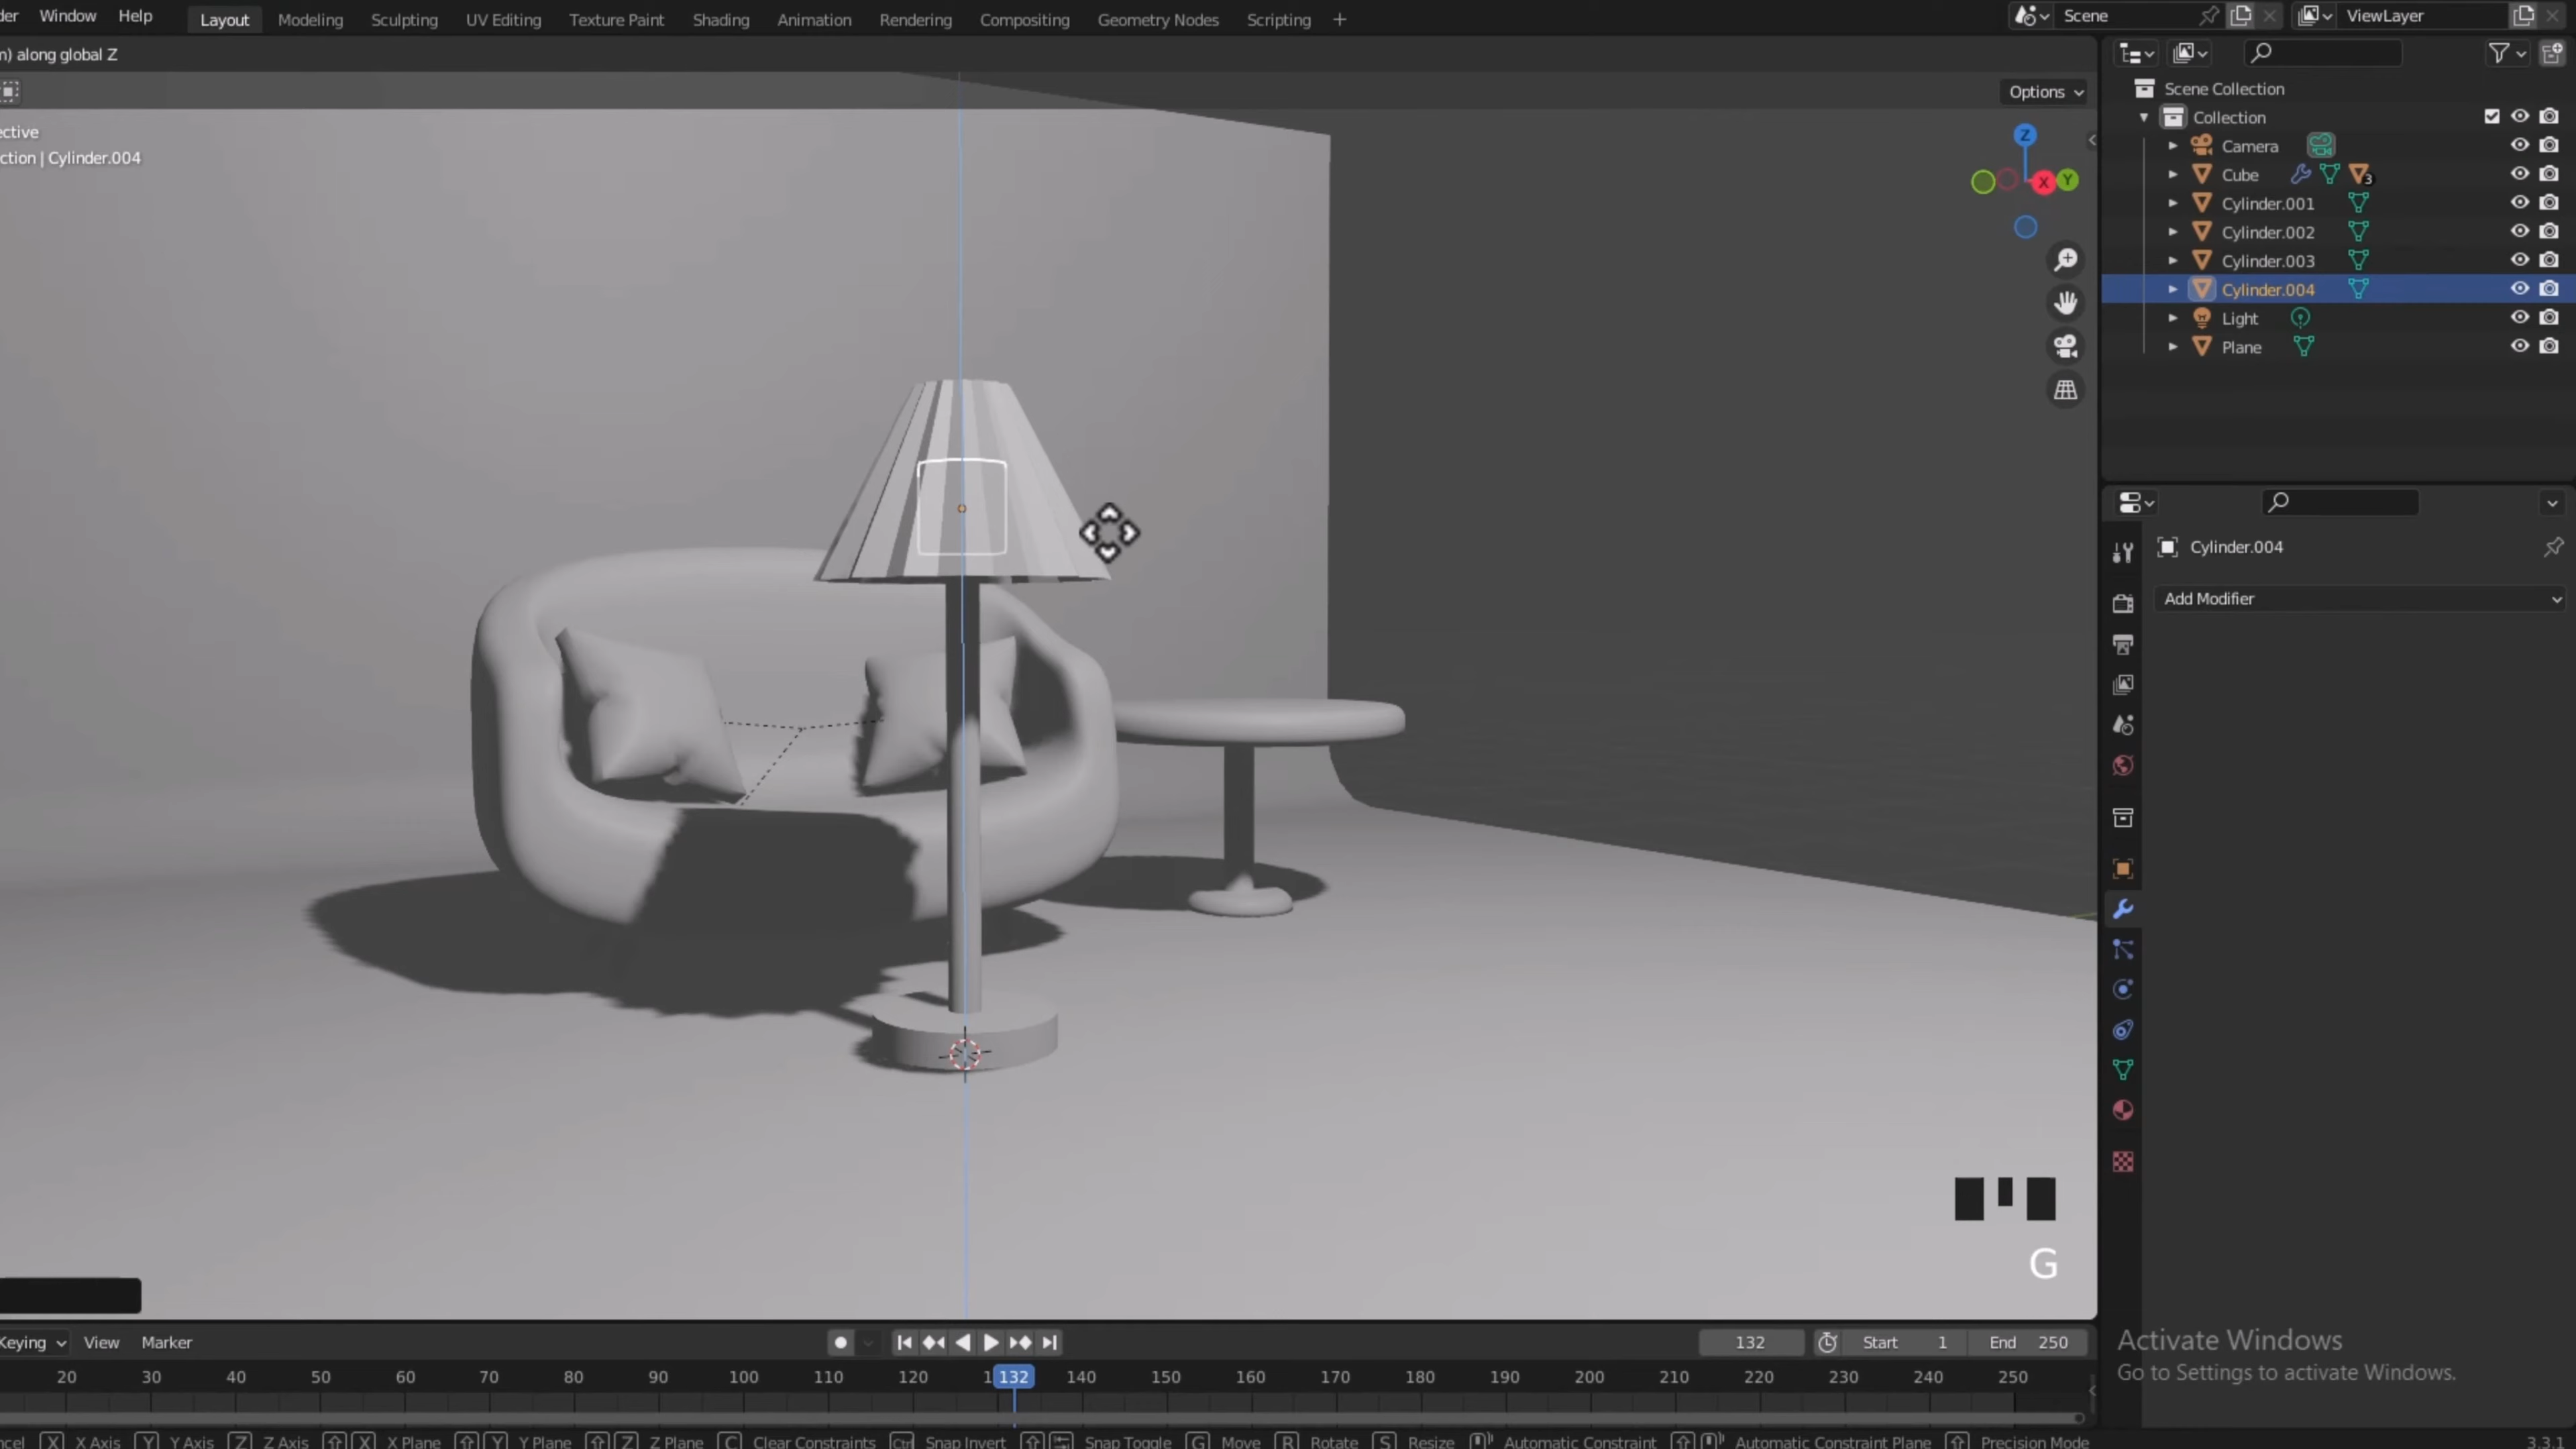 der Window Help Layout Modeling Sculpting UV Editing Texture Paint Shading Animation Rendering Compositing Geometry Nodes Scripting + Scene ViewLayer
m) along global Z
Options
ective
ction | Cylinder.004
Z
X
Y
Scene Collection
Collection
Camera
Cube 3
Cylinder.001
Cylinder.002
Cylinder.003
Cylinder.004
Light
Plane
Cylinder.004
Add Modifier
G
Activate Windows
Go to Settings to activate Windows.
Keying View Marker 132 Start 1 End 250
20 30 40 50 60 70 80 90 100 110 120 132 140 150 160 170 180 190 200 210 220 230 240 250
ncel X X Axis Y Y Axis Z Z Axis X X Plane Y Y Plane Z Z Plane C Clear Constraints Ctrl Snap Invert Snap Toggle G Move R Rotate S Resize Automatic Constraint Automatic Constraint Plane Precision Mode 3.3.1